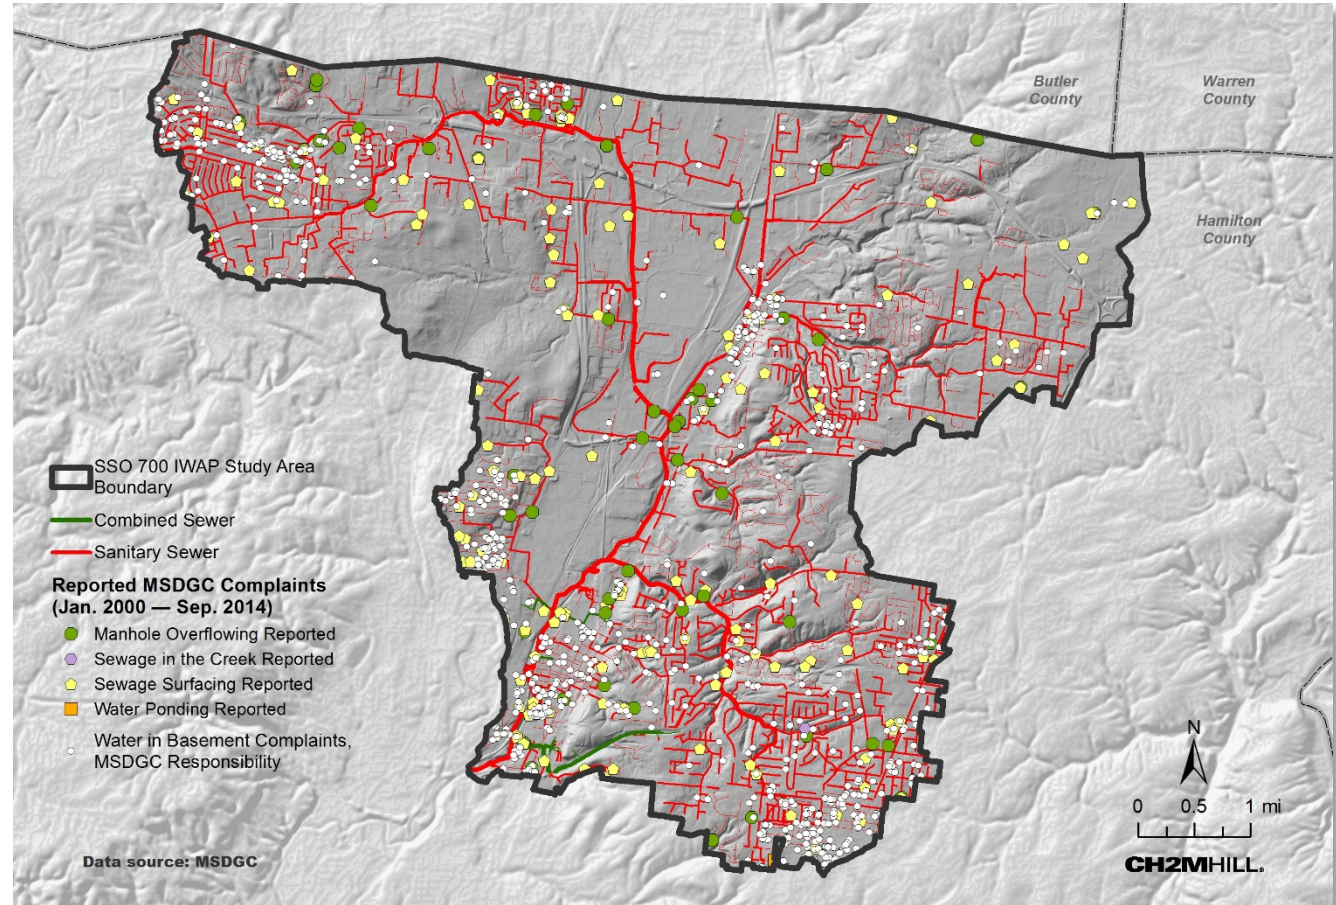 Butler
County
Warren
County
Hamilton
County
SSO 700 IWAP Study Area
Boundary
Combined Sewer
Sanitary Sewer
Reported MSDGC Complaints
(Jan. 2000 — Sep. 2014)
Manhole Overflowing Reported
Sewage in the Creek Reported
Sewage Surfacing Reported
Water Ponding Reported
Water in Basement Complaints,
MSDGC Responsibility
N
0 0.5 1 mi
CH2MHILL®
Data source: MSDGC